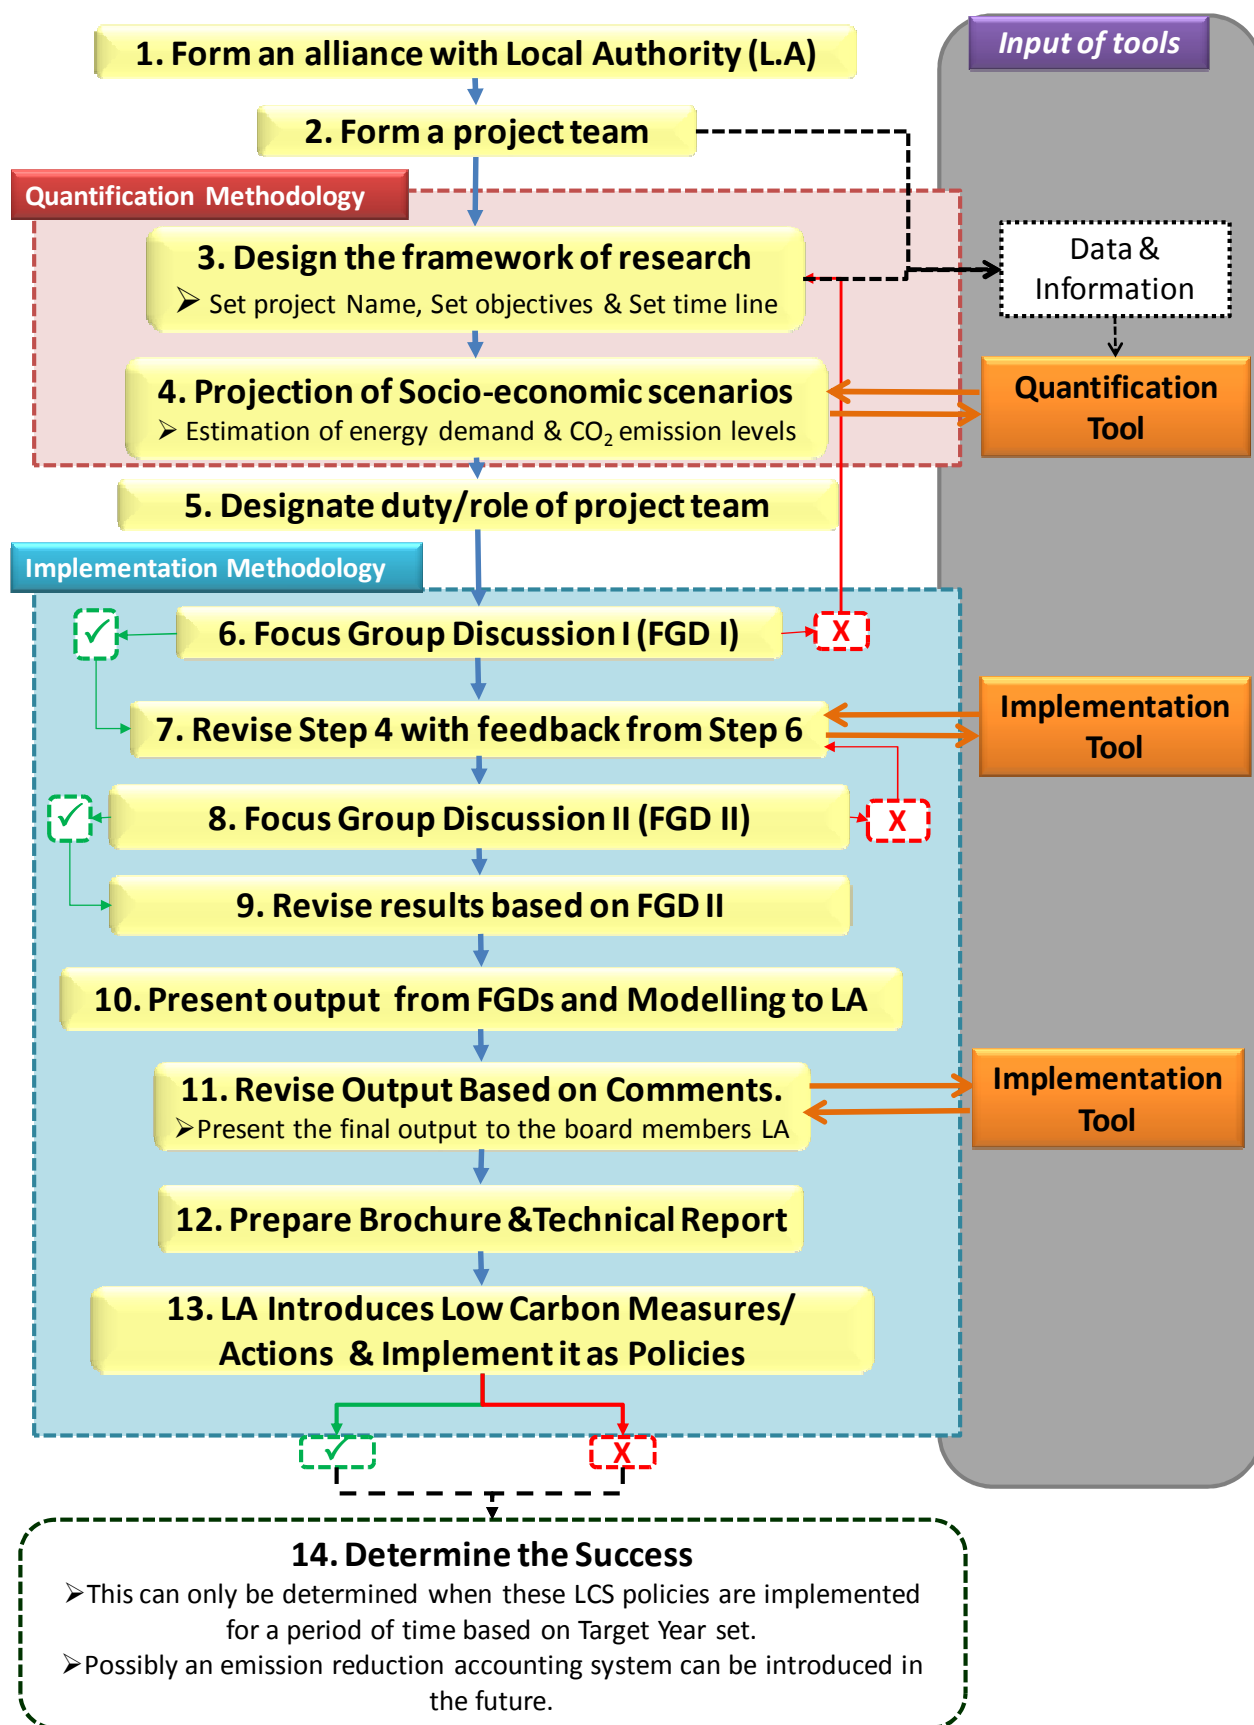 1. Form an alliance with Local Authority (L.A)
Input of tools
2. Form a project team
Quantification Methodology
3. Design the framework of research
➢ Set project Name, Set objectives & Set time line
Data &
Information
4. Projection of Socio-economic scenarios
➢ Estimation of energy demand & CO₂ emission levels
Quantification
Tool
5. Designate duty/role of project team
Implementation Methodology
✓
6. Focus Group Discussion I (FGD I)
X
7. Revise Step 4 with feedback from Step 6
Implementation
Tool
✓
8. Focus Group Discussion II (FGD II)
X
9. Revise results based on FGD II
10. Present output from FGDs and Modelling to LA
11. Revise Output Based on Comments.
➢Present the final output to the board members LA
Implementation
Tool
12. Prepare Brochure &Technical Report
13. LA Introduces Low Carbon Measures/
Actions & Implement it as Policies
✓
X
14. Determine the Success
➢This can only be determined when these LCS policies are implemented
for a period of time based on Target Year set.
➢Possibly an emission reduction accounting system can be introduced in
the future.